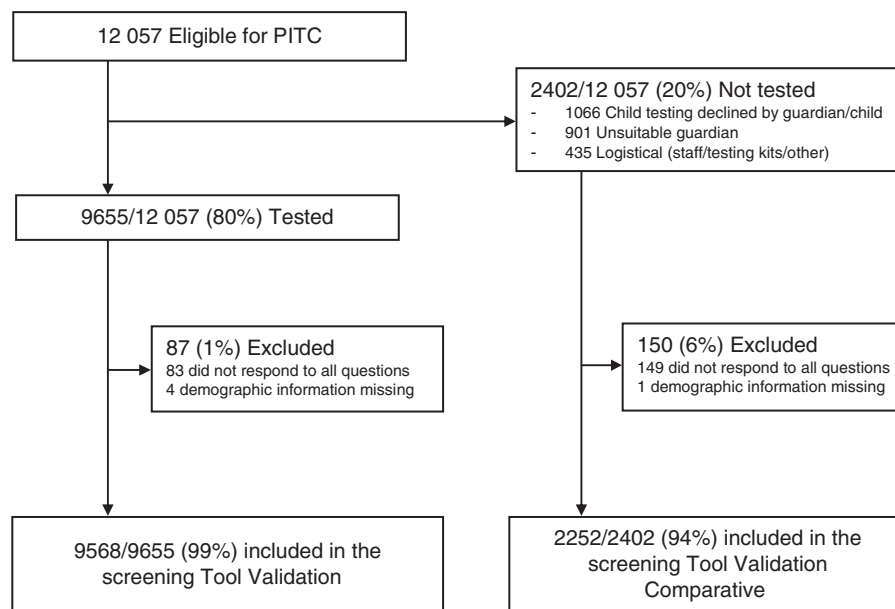 12 057 Eligible for PITC
2402/12 057 (20%) Not tested
- 1066 Child testing declined by guardian/child
- 901 Unsuitable guardian
- 435 Logistical (staff/testing kits/other)
9655/12 057 (80%) Tested
87 (1%) Excluded
83 did not respond to all questions
4 demographic information missing
150 (6%) Excluded
149 did not respond to all questions
1 demographic information missing
9568/9655 (99%) included in the
screening Tool Validation
2252/2402 (94%) included in the
screening Tool Validation
Comparative